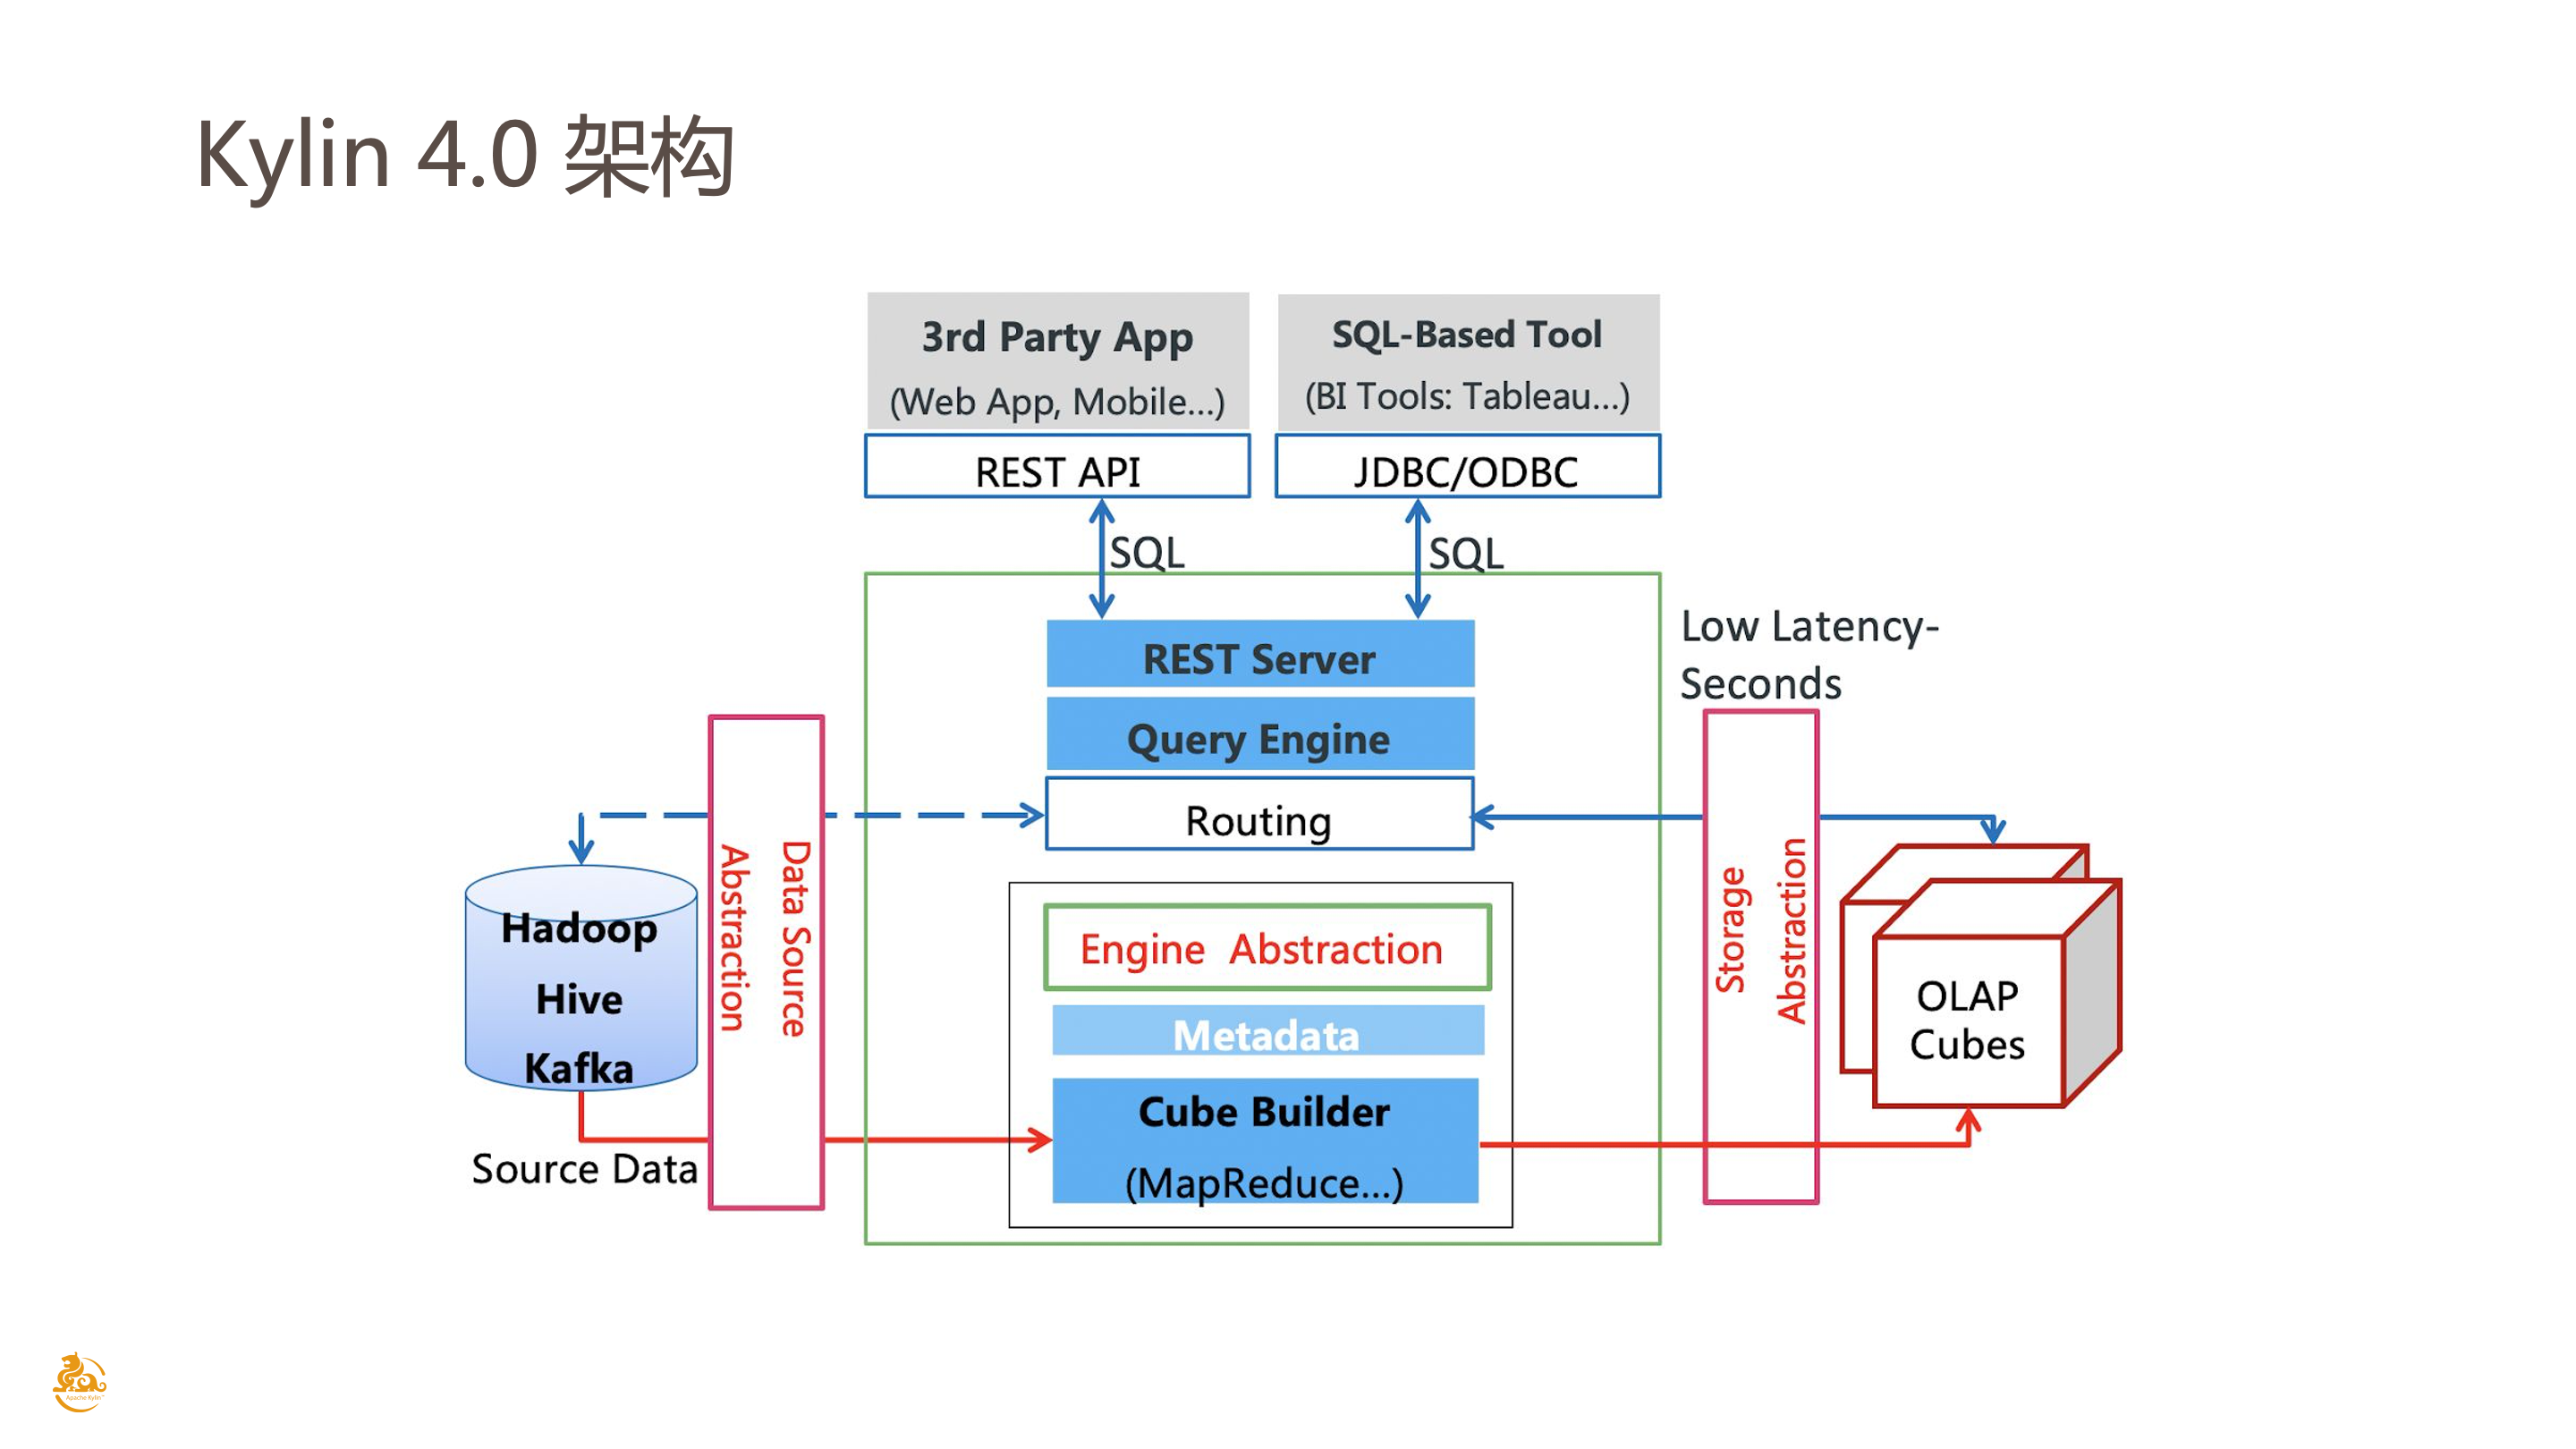 Kylin 4.0 架构
3rd Party App
(Web App, Mobile...)
SQL-Based Tool
(BI Tools: Tableau...)
REST API
JDBC/ODBC
SQL
SQL
Low Latency-
Seconds
REST Server
Query Engine
Routing
Data Source
Abstraction
Storage
Abstraction
Hadoop
Hive
Kafka
Engine Abstraction
Metadata
Cube Builder
(MapReduce...)
OLAP
Cubes
Source Data
Apache Kylin™